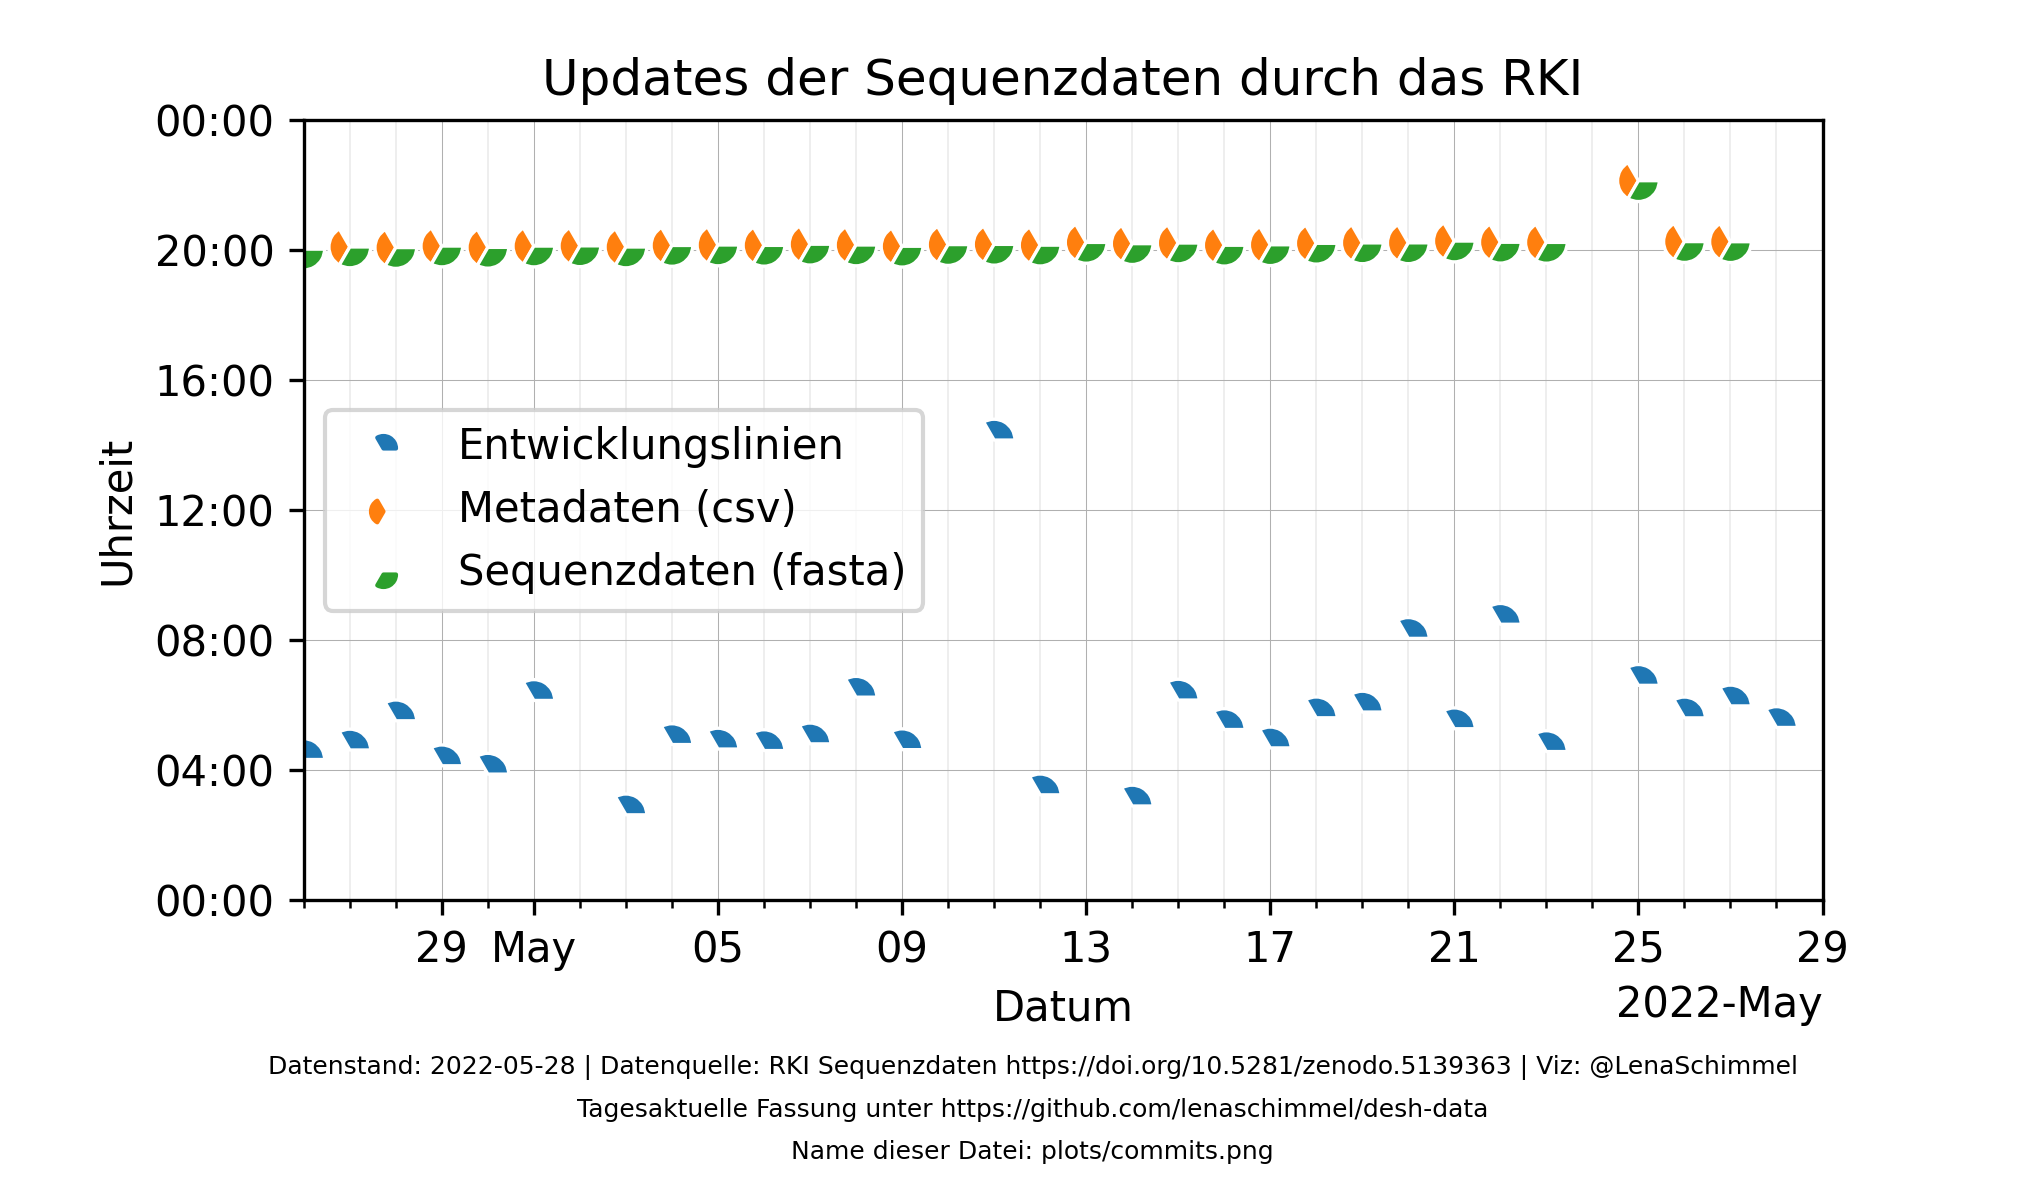 Updates der Sequenzdaten durch das RKI
00:00
20:00
16:00
12:00
08:00
04:00
00:00
Uhrzeit
Entwicklungslinien
Metadaten (csv)
Sequenzdaten (fasta)
29 May 05 09 13 17 21 25 29
Datum
2022-May
Datenstand: 2022-05-28 | Datenquelle: RKI Sequenzdaten https://doi.org/10.5281/zenodo.5139363 | Viz: @LenaSchimmel
Tagesaktuelle Fassung unter https://github.com/lenaschimmel/desh-data
Name dieser Datei: plots/commits.png